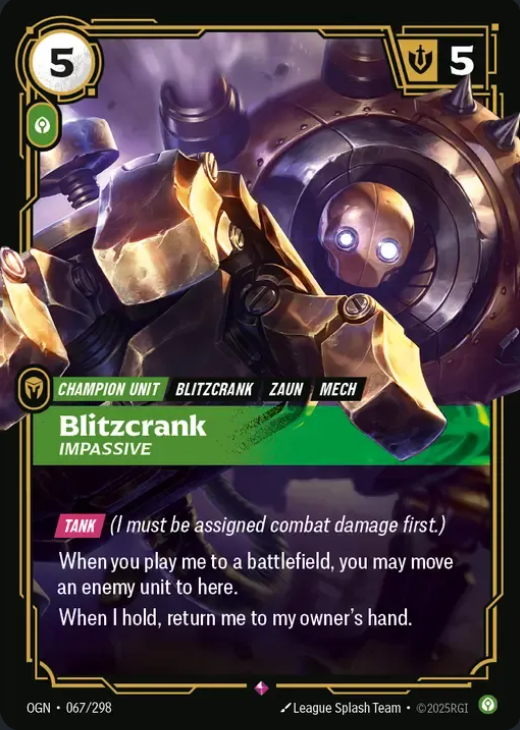 5
5
CHAMPION UNIT BLITZCRANK ZAUN MECH
Blitzcrank
IMPASSIVE
TANK (I must be assigned combat damage first.)
When you play me to a battlefield, you may move
an enemy unit to here.
When I hold, return me to my owner's hand.
OGN • 067/298 League Splash Team • ©2025RGI